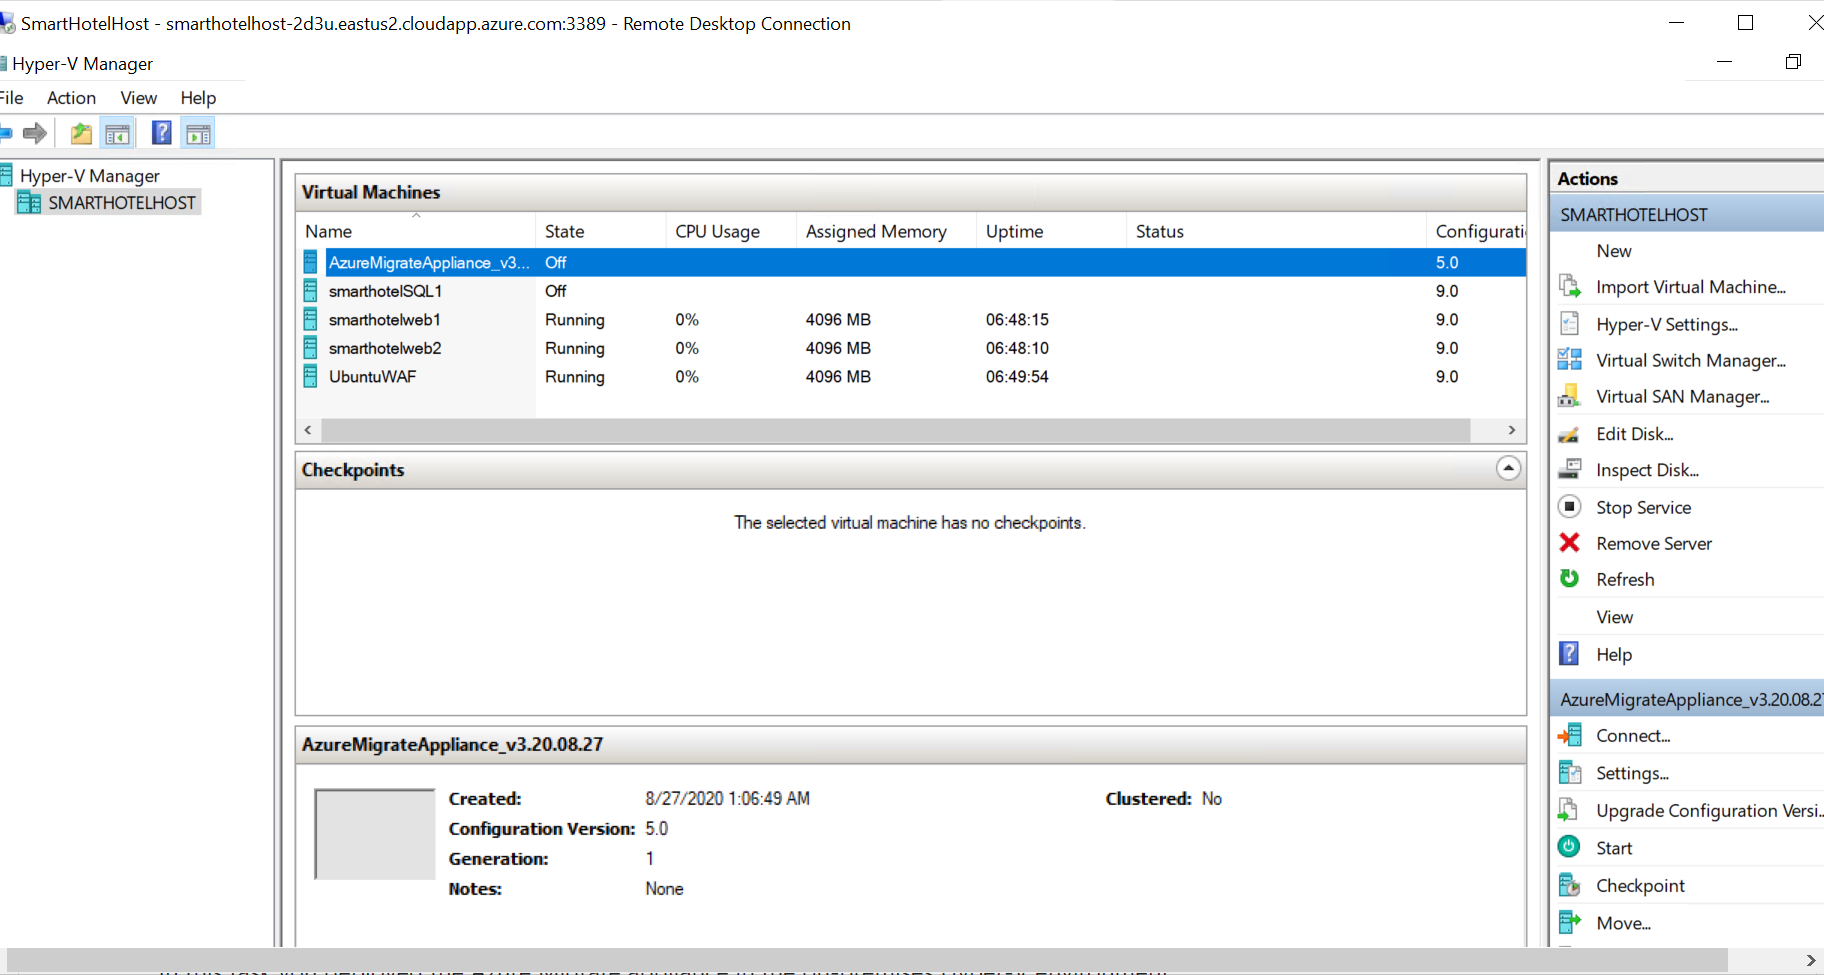 SmartHotelHost - smarthotelhost-2d3u.eastus2.cloudapp.azure.com:3389 - Remote Desktop Connection
Hyper-V Manager
File Action View Help
Hyper-V Manager
SMARTHOTELHOST
Virtual Machines
Name State CPU Usage Assigned Memory Uptime Status Configurati
AzureMigrateAppliance_v3... Off 5.0
smarthotelSQL1 Off 9.0
smarthotelweb1 Running 0% 4096 MB 06:48:15 9.0
smarthotelweb2 Running 0% 4096 MB 06:48:10 9.0
UbuntuWAF Running 0% 4096 MB 06:49:54 9.0
Checkpoints
The selected virtual machine has no checkpoints.
AzureMigrateAppliance_v3.20.08.27
Created: 8/27/2020 1:06:49 AM Clustered: No
Configuration Version: 5.0
Generation: 1
Notes: None
Actions
SMARTHOTELHOST
New
Import Virtual Machine...
Hyper-V Settings...
Virtual Switch Manager...
Virtual SAN Manager...
Edit Disk...
Inspect Disk...
Stop Service
Remove Server
Refresh
View
Help
AzureMigrateAppliance_v3.20.08.27
Connect...
Settings...
Upgrade Configuration Versi...
Start
Checkpoint
Move...